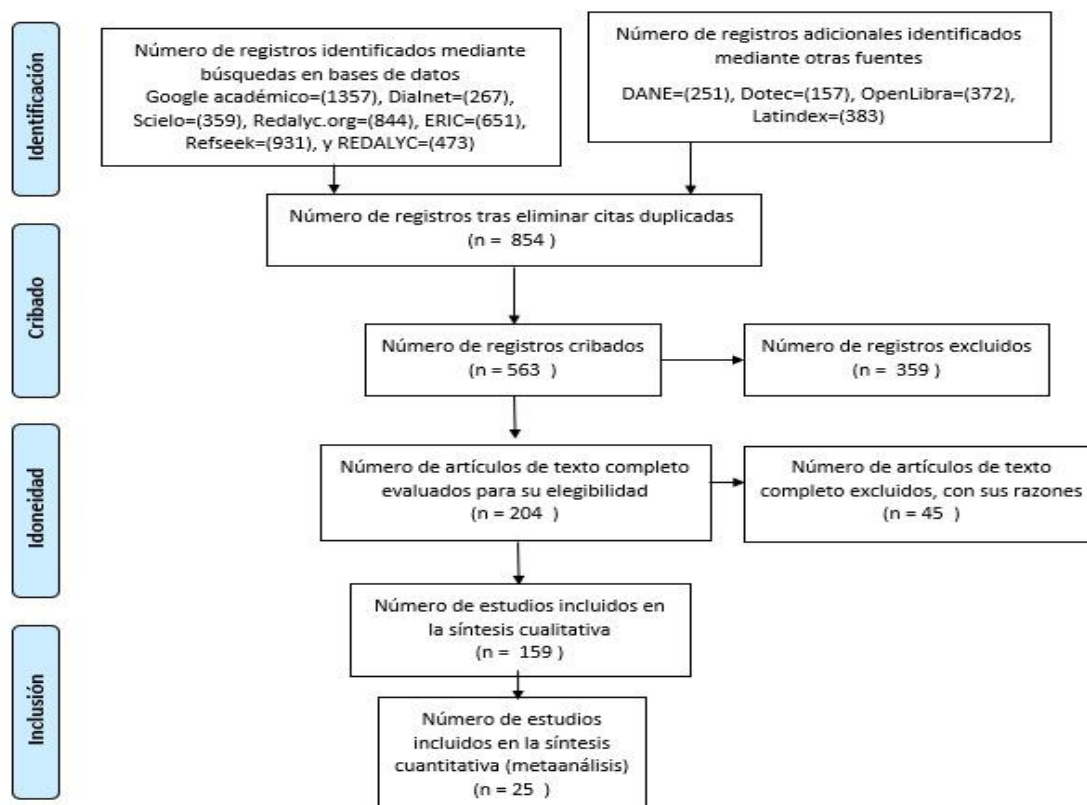 Identificación
Número de registros identificados mediante
búsquedas en bases de datos
Google académico=(1357), Dialnet=(267),
Scielo=(359), Redalyc.org=(844), ERIC=(651),
Refseek=(931), y REDALYC=(473)
Número de registros adicionales identificados
mediante otras fuentes
DANE=(251), Dotec=(157), OpenLibra=(372),
Latindex=(383)
Número de registros tras eliminar citas duplicadas
(n = 854 )
Cribado
Número de registros cribados
(n = 563 )
Número de registros excluidos
(n = 359 )
Idoneidad
Número de artículos de texto completo
evaluados para su elegibilidad
(n = 204 )
Número de artículos de texto
completo excluidos, con sus razones
(n = 45 )
Número de estudios incluidos en
la síntesis cualitativa
(n = 159 )
Inclusión
Número de estudios
incluidos en la síntesis
cuantitativa (metaanálisis)
(n = 25 )